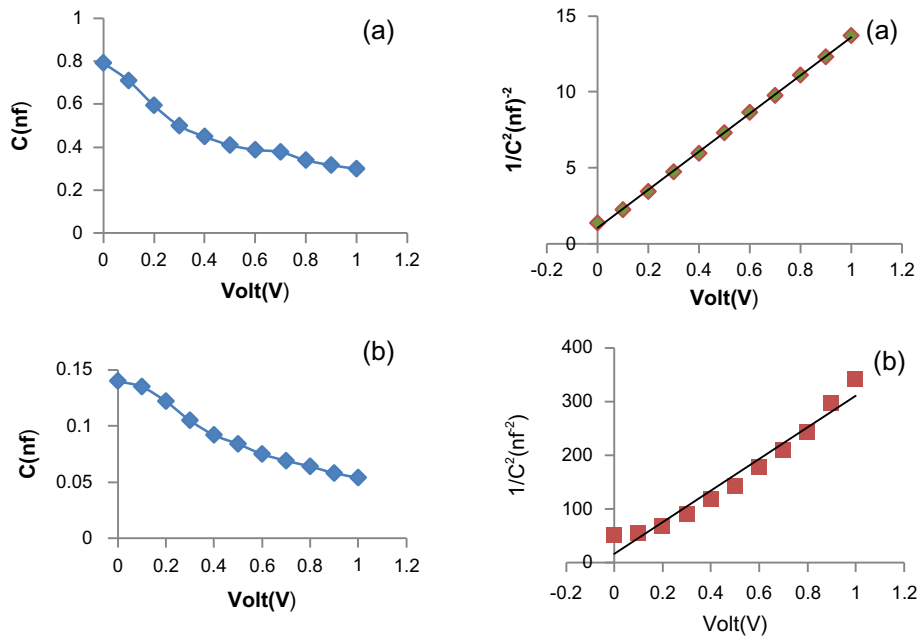 (a)
1
0.8
0.6
0.4
0.2
0
C(nf)
0 0.2 0.4 0.6 0.8 1 1.2
Volt(V)
(a)
15
10
5
0
1/C²(nf)⁻²
-0.2 0 0.2 0.4 0.6 0.8 1 1.2
Volt(V)
(b)
0.15
0.1
0.05
0
C(nf)
0 0.2 0.4 0.6 0.8 1 1.2
Volt(V)
(b)
400
300
200
100
0
1/C²(nf⁻²)
-0.2 0 0.2 0.4 0.6 0.8 1 1.2
Volt(V)